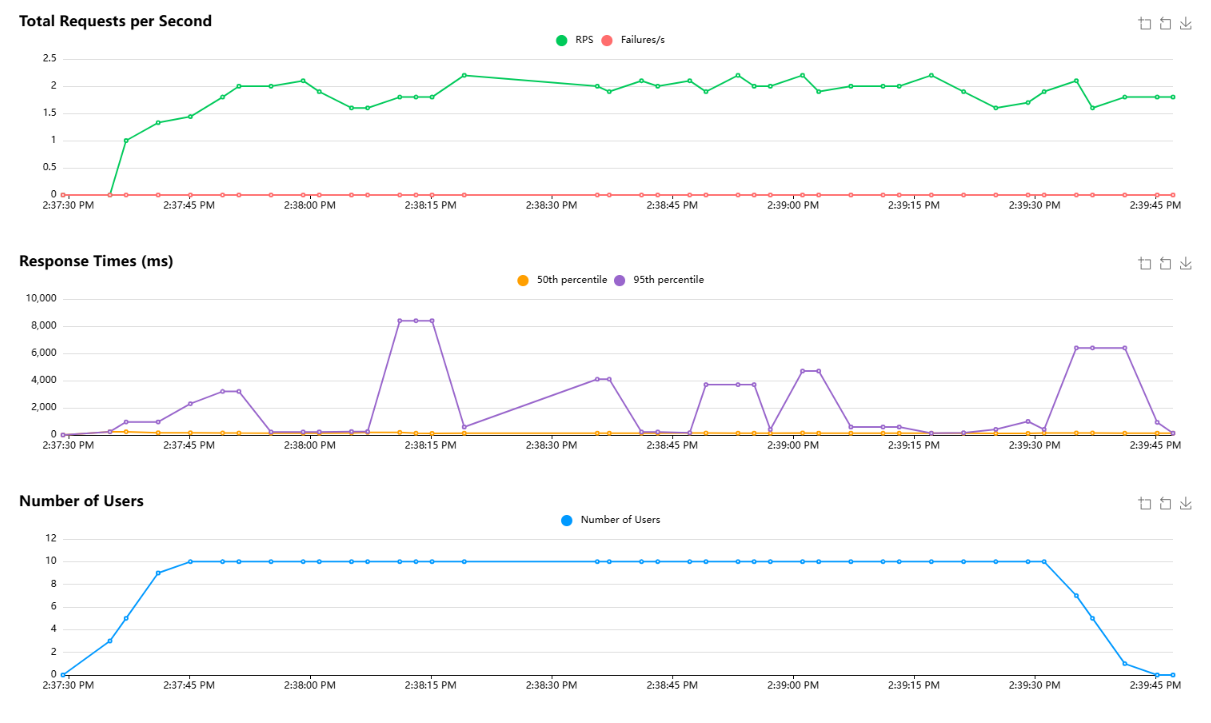 Total Requests per Second
RPS Failures/s
2.5
2
1.5
1
0.5
0
2:37:30 PM 2:37:45 PM 2:38:00 PM 2:38:15 PM 2:38:30 PM 2:38:45 PM 2:39:00 PM 2:39:15 PM 2:39:30 PM 2:39:45 PM
Response Times (ms)
50th percentile 95th percentile
10,000
8,000
6,000
4,000
2,000
0
2:37:30 PM 2:37:45 PM 2:38:00 PM 2:38:15 PM 2:38:30 PM 2:38:45 PM 2:39:00 PM 2:39:15 PM 2:39:30 PM 2:39:45 PM
Number of Users
Number of Users
12
10
8
6
4
2
0
2:37:30 PM 2:37:45 PM 2:38:00 PM 2:38:15 PM 2:38:30 PM 2:38:45 PM 2:39:00 PM 2:39:15 PM 2:39:30 PM 2:39:45 PM